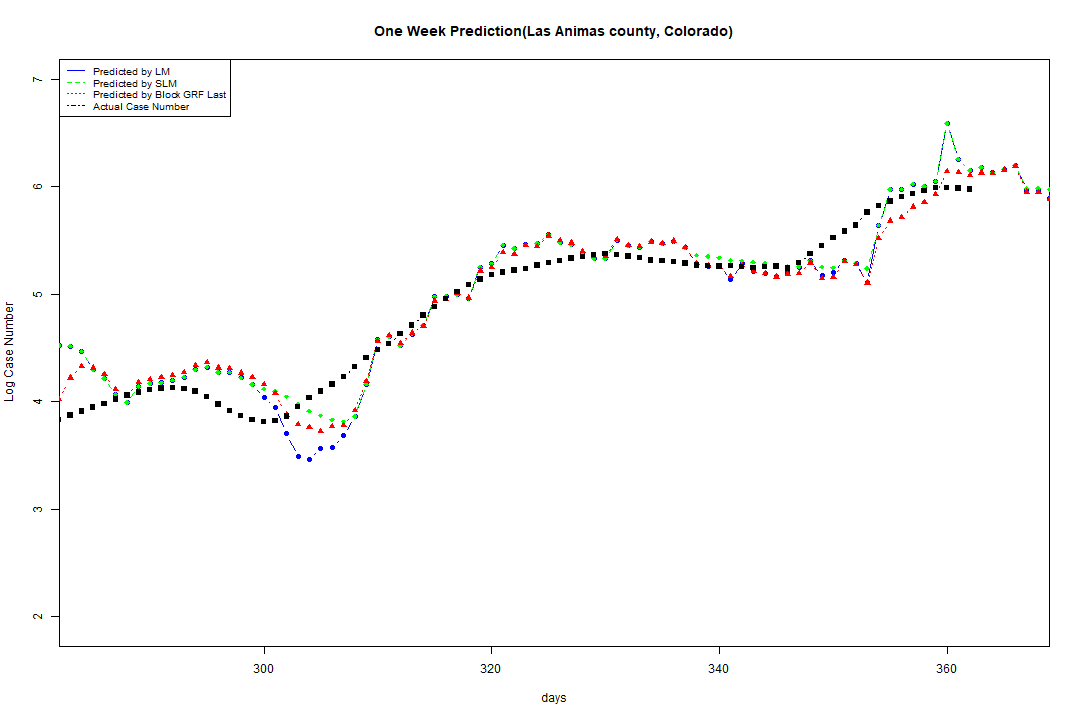 One Week Prediction(Las Animas county, Colorado)
Predicted by LM
Predicted by SLM
Predicted by Block GRF Last
Actual Case Number
7
6
5
4
3
2
Log Case Number
300 320 340 360
days